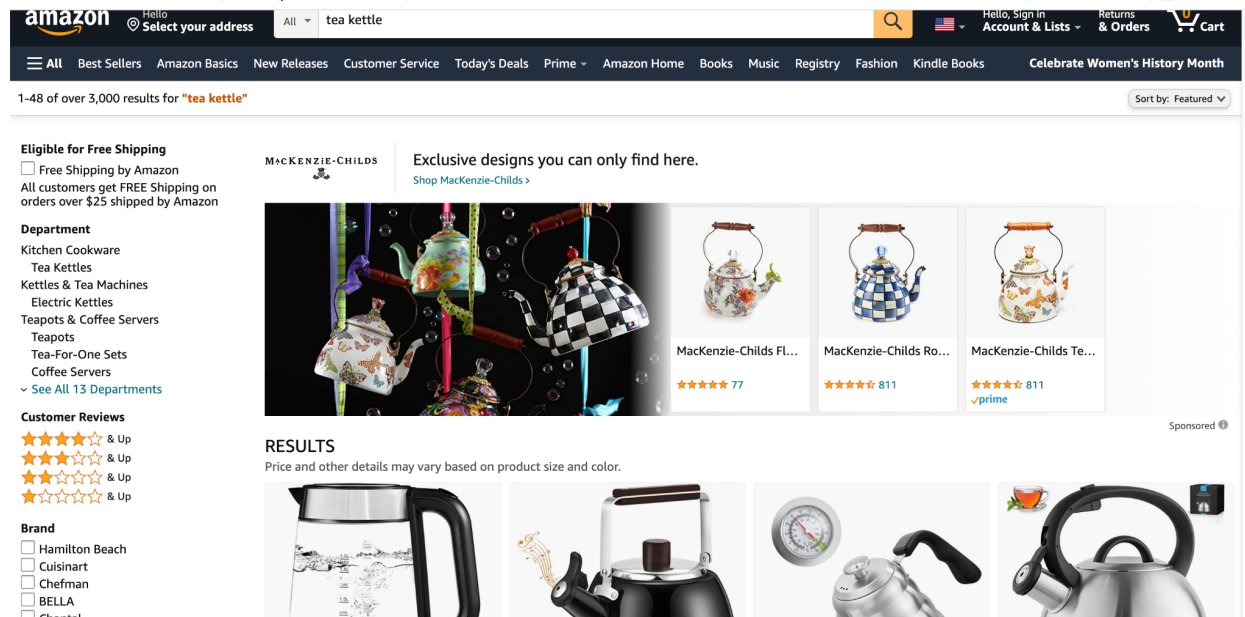 amazon
Hello
Select your address
All
tea kettle
Hello, Sign in
Account & Lists
Returns
& Orders
0
Cart
All Best Sellers Amazon Basics New Releases Customer Service Today's Deals Prime Amazon Home Books Music Registry Fashion Kindle Books Celebrate Women's History Month
1-48 of over 3,000 results for "tea kettle"
Sort by: Featured
Eligible for Free Shipping
Free Shipping by Amazon
All customers get FREE Shipping on
orders over $25 shipped by Amazon
Department
Kitchen Cookware
Tea Kettles
Kettles & Tea Machines
Electric Kettles
Teapots & Coffee Servers
Teapots
Tea-For-One Sets
Coffee Servers
See All 13 Departments
Customer Reviews
& Up
& Up
& Up
& Up
Brand
Hamilton Beach
Cuisinart
Chefman
BELLA
MACKENZIE-CHILDS
Exclusive designs you can only find here.
Shop MacKenzie-Childs ›
MacKenzie-Childs Fl...
77
MacKenzie-Childs Ro...
811
MacKenzie-Childs Te...
811
prime
Sponsored
RESULTS
Price and other details may vary based on product size and color.